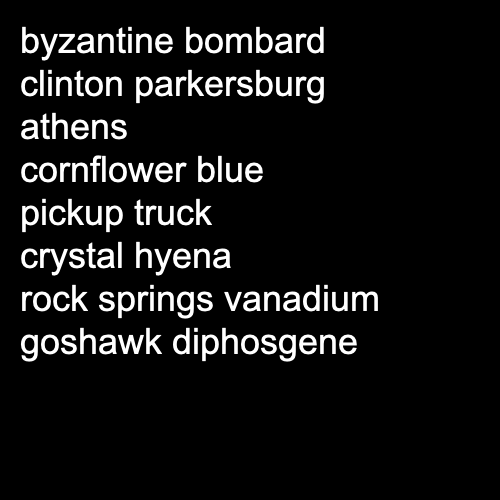 byzantine bombard
clinton parkersburg
athens
cornflower blue
pickup truck
crystal hyena
rock springs vanadium
goshawk diphosgene